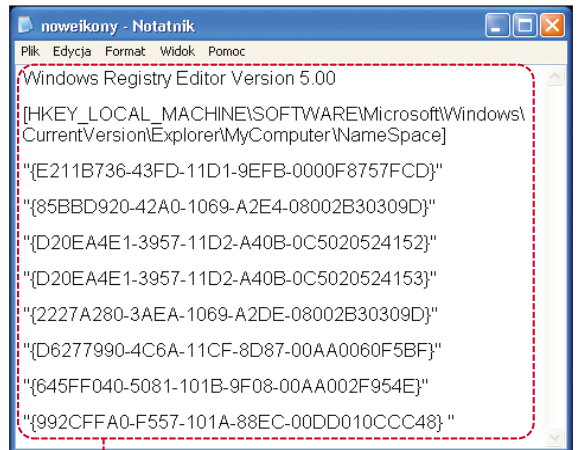 noweikony - Notatnik
Plik Edycja Format Widok Pomoc
Windows Registry Editor Version 5.00
[HKEY_LOCAL_MACHINE\SOFTWARE\Microsoft\Windows\
CurrentVersion\Explorer\MyComputer\NameSpace]
"{E211B736-43FD-11D1-9EFB-0000F8757FCD}"
"{85BBD920-42A0-1069-A2E4-08002B30309D}"
"{D20EA4E1-3957-11D2-A40B-0C5020524152}"
"{D20EA4E1-3957-11D2-A40B-0C5020524153}"
"{2227A280-3AEA-1069-A2DE-08002B30309D}"
"{D6277990-4C6A-11CF-8D87-00AA0060F5BF}"
"{645FF040-5081-101B-9F08-00AA002F954E}"
"{992CFFA0-F557-101A-88EC-00DD010CCC48} "